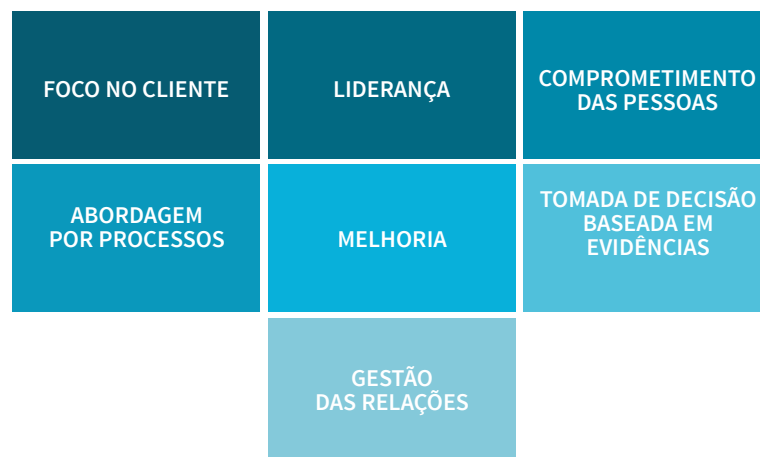 FOCO NO CLIENTE
LIDERANÇA
COMPROMETIMENTO
DAS PESSOAS
ABORDAGEM
POR PROCESSOS
MELHORIA
TOMADA DE DECISÃO
BASEADA EM
EVIDÊNCIAS
GESTÃO
DAS RELAÇÕES